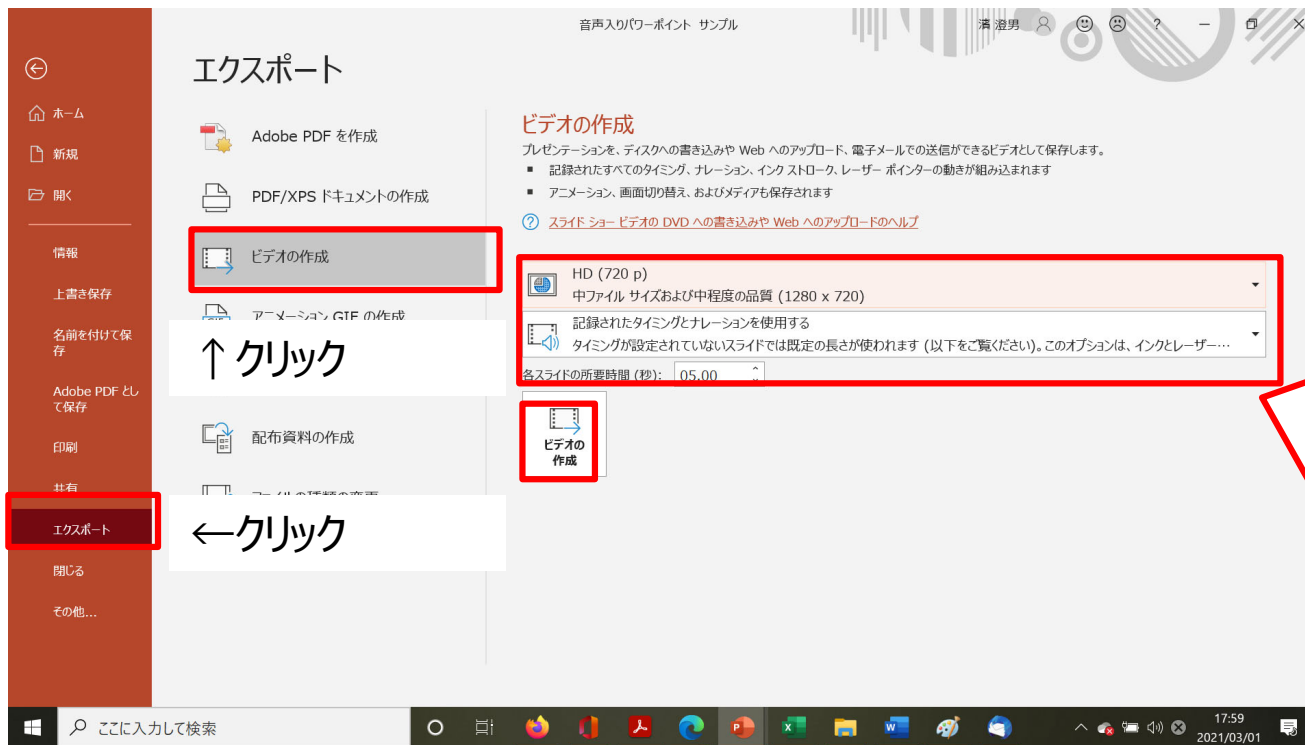 音声入りパワーポイント サンプル
濱 澄男
?
エクスポート
ホーム
新規
開く
情報
上書き保存
名前を付けて保
存
Adobe PDF とし
て保存
印刷
共有
エクスポート
閉じる
その他...
Adobe PDF を作成
PDF/XPS ドキュメントの作成
ビデオの作成
アニメーション GIF の作成
↑クリック
配布資料の作成
ファイルの種類の変更
←クリック
ビデオの作成
プレゼンテーションを、ディスクへの書き込みや Web へのアップロード、電子メールでの送信ができるビデオとして保存します。
■ 記録されたすべてのタイミング、ナレーション、インク ストローク、レーザー ポインターの動きが組み込まれます
■ アニメーション、画面切り替え、およびメディアも保存されます
スライド ショー ビデオの DVD への書き込みや Web へのアップロードのヘルプ
HD (720 p)
中ファイル サイズおよび中程度の品質 (1280 x 720)
記録されたタイミングとナレーションを使用する
タイミングが設定されていないスライドでは既定の長さが使われます (以下をご覧ください)。このオプションは、インクとレーザー…
各スライドの所要時間 (秒): 05.00
ビデオの
作成
ここに入力して検索
17:59
2021/03/01